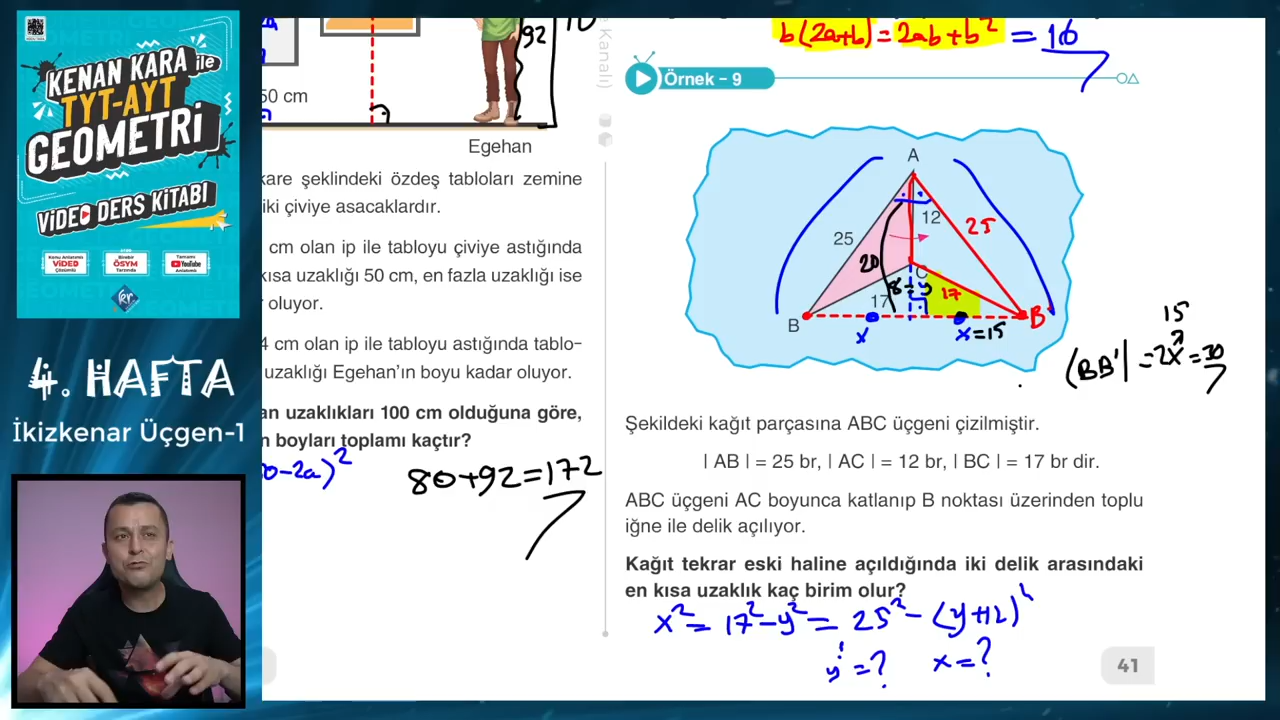 KENAN KARA ile
TYT-AYT
GEOMETRİ
VİDEO DERS KİTABI
4. HAFTA
İkizkenar Üçgen-1
92
50 cm
Egehan
kare şeklindeki özdeş tabloları zemine
iki çiviye asacaklardır.
cm olan ip ile tabloyu çiviye astığında
kısa uzaklığı 50 cm, en fazla uzaklığı ise
r oluyor.
4 cm olan ip ile tabloyu astığında tablo-
uzaklığı Egehan'ın boyu kadar oluyor.
an uzaklıkları 100 cm olduğuna göre,
n boyları toplamı kaçtır?
0-2a)²
80+92=172
Kanalı)
b(2a+b) = 2ab+b² = 16
Örnek - 9
A
12
25
25
20
C
8=y
17
17
B
B'
x
x=15
15
|BB'| = 2x = 30
Şekildeki kağıt parçasına ABC üçgeni çizilmiştir.
| AB | = 25 br, | AC | = 12 br, | BC | = 17 br dir.
ABC üçgeni AC boyunca katlanıp B noktası üzerinden toplu
iğne ile delik açılıyor.
Kağıt tekrar eski haline açıldığında iki delik arasındaki
en kısa uzaklık kaç birim olur?
x² = 17² - y² = 25² - (y+12)²
y = ? x = ?
41